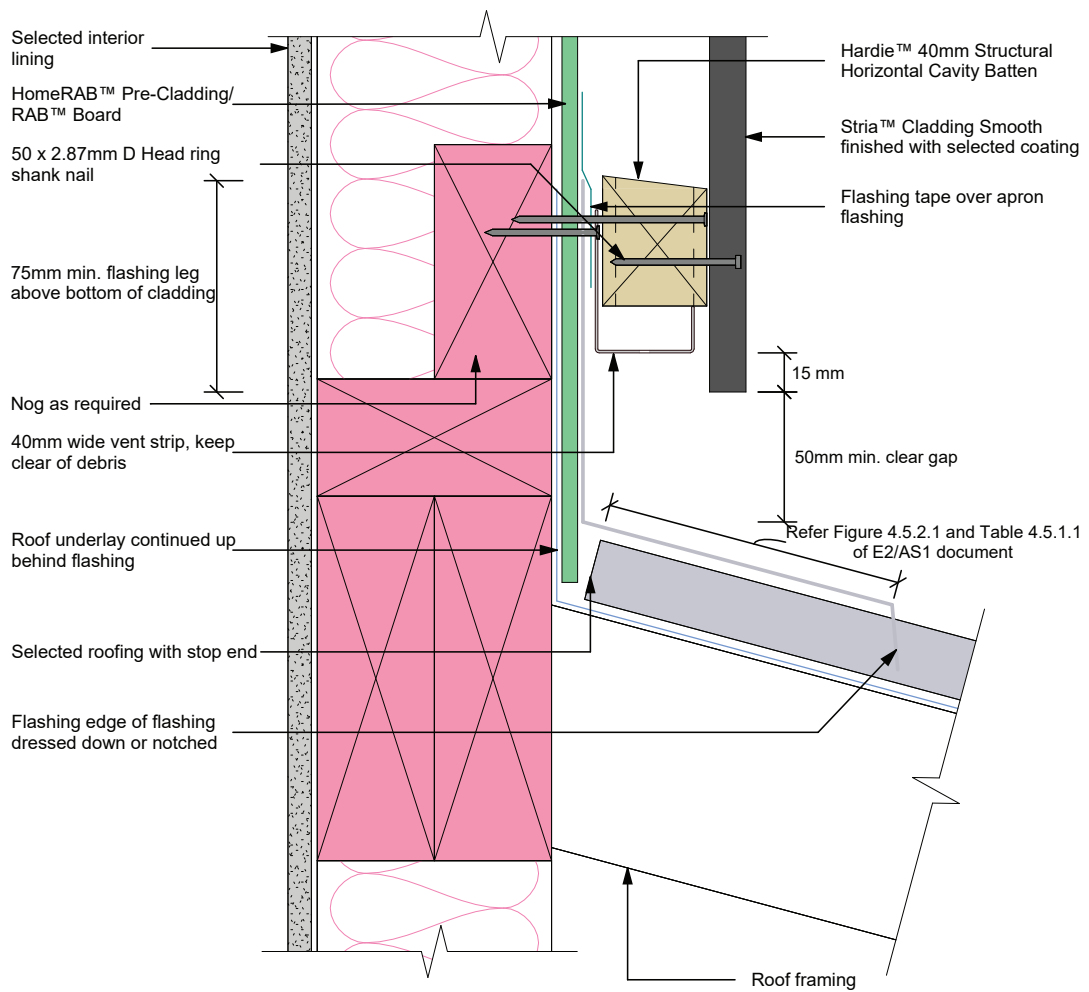 Selected interior
lining
HomeRAB™ Pre-Cladding/
RAB™ Board
50 x 2.87mm D Head ring
shank nail
75mm min. flashing leg
above bottom of cladding
Nog as required
40mm wide vent strip, keep
clear of debris
Roof underlay continued up
behind flashing
Selected roofing with stop end
Flashing edge of flashing
dressed down or notched
Hardie™ 40mm Structural
Horizontal Cavity Batten
Stria™ Cladding Smooth
finished with selected coating
Flashing tape over apron
flashing
15 mm
50mm min. clear gap
Refer Figure 4.5.2.1 and Table 4.5.1.1
of E2/AS1 document
Roof framing